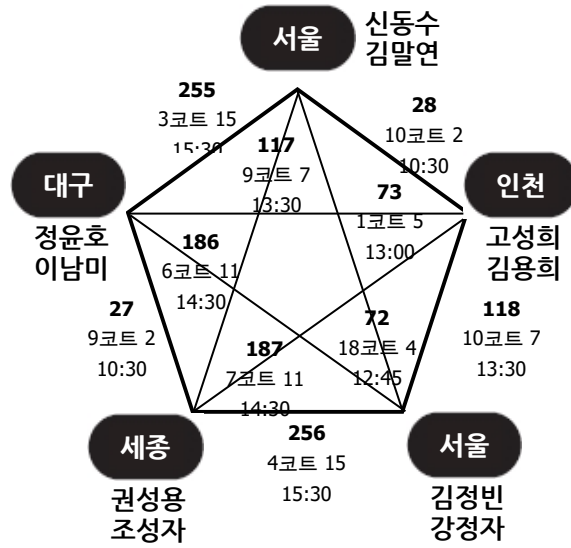 서울
신동수
김말연
255
3코트 15
15:30
28
10코트 2
10:30
117
9코트 7
13:30
73
1코트 5
13:00
대구
정윤호
이남미
인천
고성희
김용희
186
6코트 11
14:30
27
9코트 2
10:30
118
10코트 7
13:30
72
18코트 4
12:45
187
7코트 11
14:30
세종
권성용
조성자
256
4코트 15
15:30
서울
김정빈
강정자